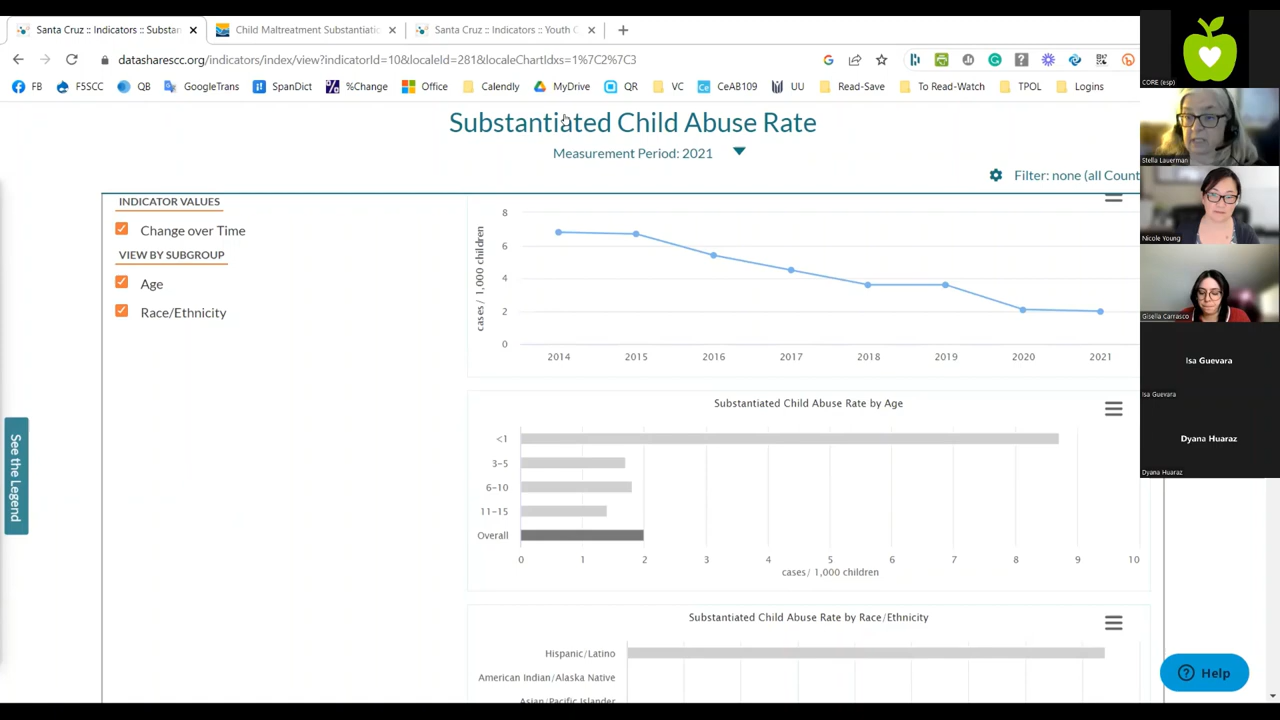 Santa Cruz :: Indicators :: Substan
Child Maltreatment Substantiatio
Santa Cruz :: Indicators :: Youth C
datasharescc.org/indicators/index/view?indicatorId=10&localeId=281&localeChartIdxs=1%7C2%7C3
FB
F5SCC
QB
GoogleTrans
SpanDict
%Change
Office
Calendly
MyDrive
QR
VC
CeAB109
UU
Read-Save
To Read-Watch
TPOL
Logins
Substantiated Child Abuse Rate
Measurement Period: 2021
Filter: none (all Count
INDICATOR VALUES
Change over Time
VIEW BY SUBGROUP
Age
Race/Ethnicity
See the Legend
cases / 1,000 children
8
6
4
2
0
2014 2015 2016 2017 2018 2019 2020 2021
Substantiated Child Abuse Rate by Age
<1
3-5
6-10
11-15
Overall
0 1 2 3 4 5 6 7 8 9 10
cases / 1,000 children
Substantiated Child Abuse Rate by Race/Ethnicity
Hispanic/Latino
American Indian/Alaska Native
Asian/Pacific Islander
Help
CORE (esp)
Stella Lauerman
Nicole Young
Gisella Carrasco
Isa Guevara
Isa Guevara
Dyana Huaraz
Dyana Huaraz